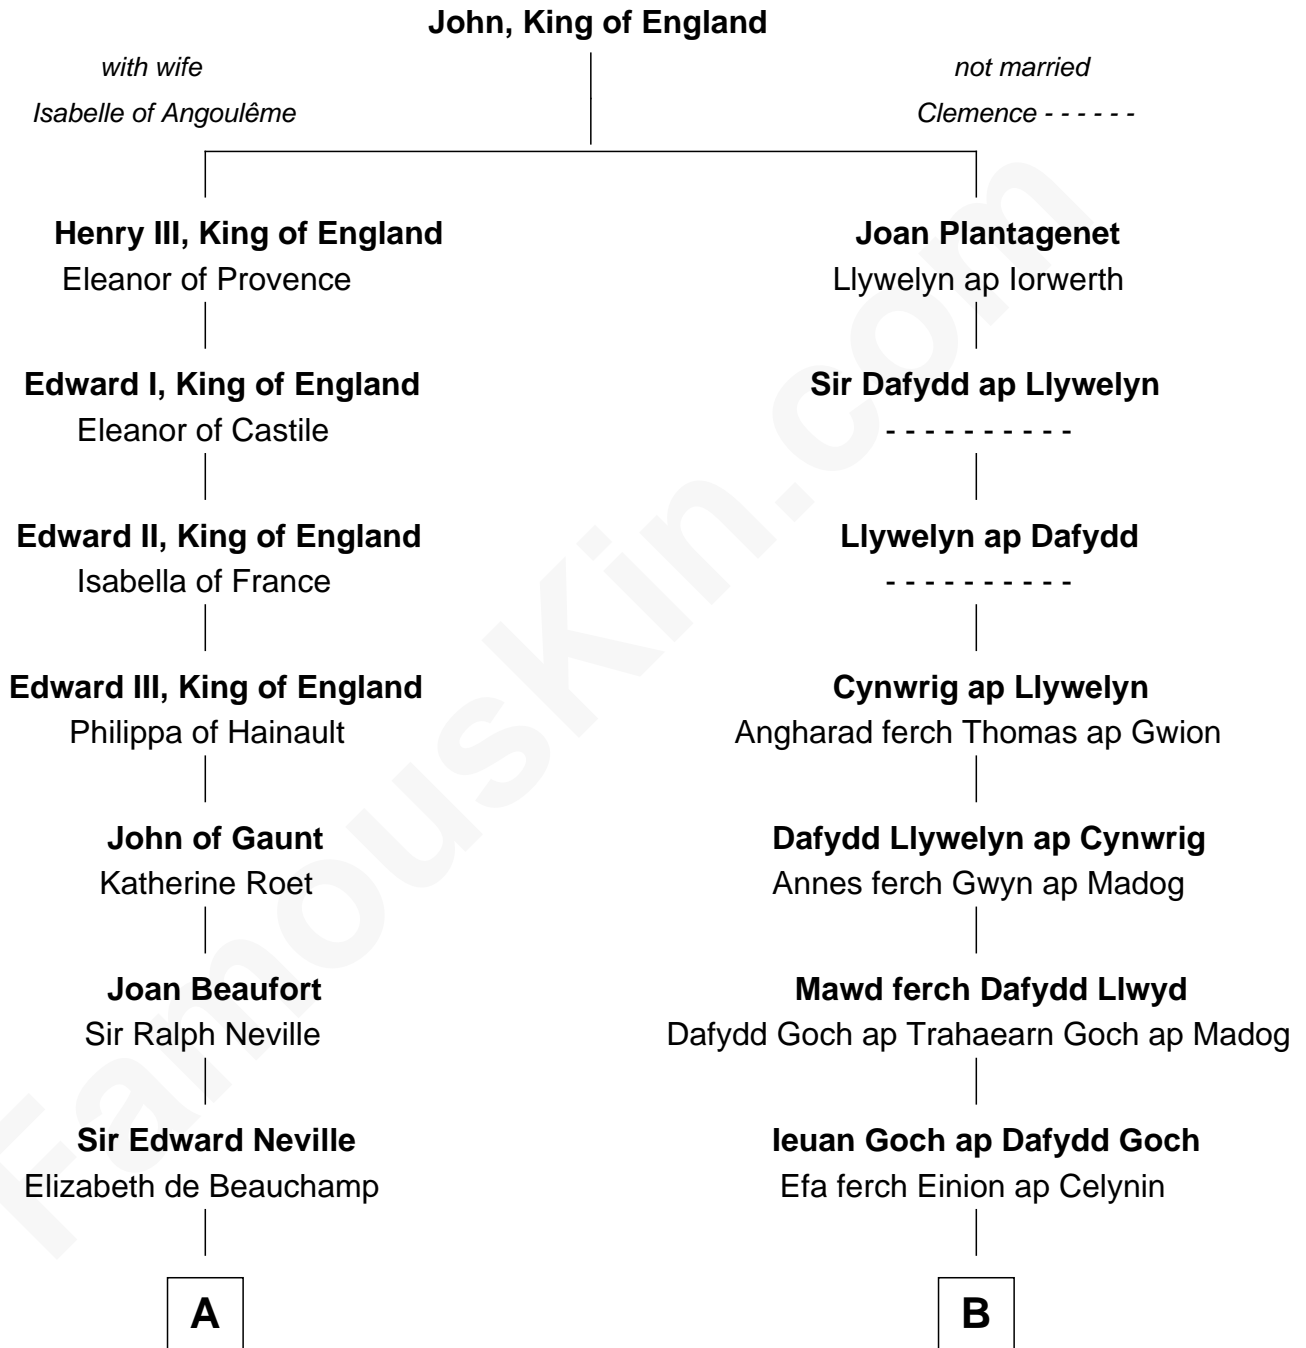 John, King of England
with wife
Isabelle of Angoulême
not married
Clemence - - - - - -
Henry III, King of England
Eleanor of Provence
Joan Plantagenet
Llywelyn ap Iorwerth
Edward I, King of England
Eleanor of Castile
Sir Dafydd ap Llywelyn
- - - - - - - - - -
Edward II, King of England
Isabella of France
Llywelyn ap Dafydd
- - - - - - - - - -
Edward III, King of England
Philippa of Hainault
Cynwrig ap Llywelyn
Angharad ferch Thomas ap Gwion
John of Gaunt
Katherine Roet
Dafydd Llywelyn ap Cynwrig
Annes ferch Gwyn ap Madog
Joan Beaufort
Sir Ralph Neville
Mawd ferch Dafydd Llwyd
Dafydd Goch ap Trahaearn Goch ap Madog
Sir Edward Neville
Elizabeth de Beauchamp
Ieuan Goch ap Dafydd Goch
Efa ferch Einion ap Celynin
A
B
FamousKin.com